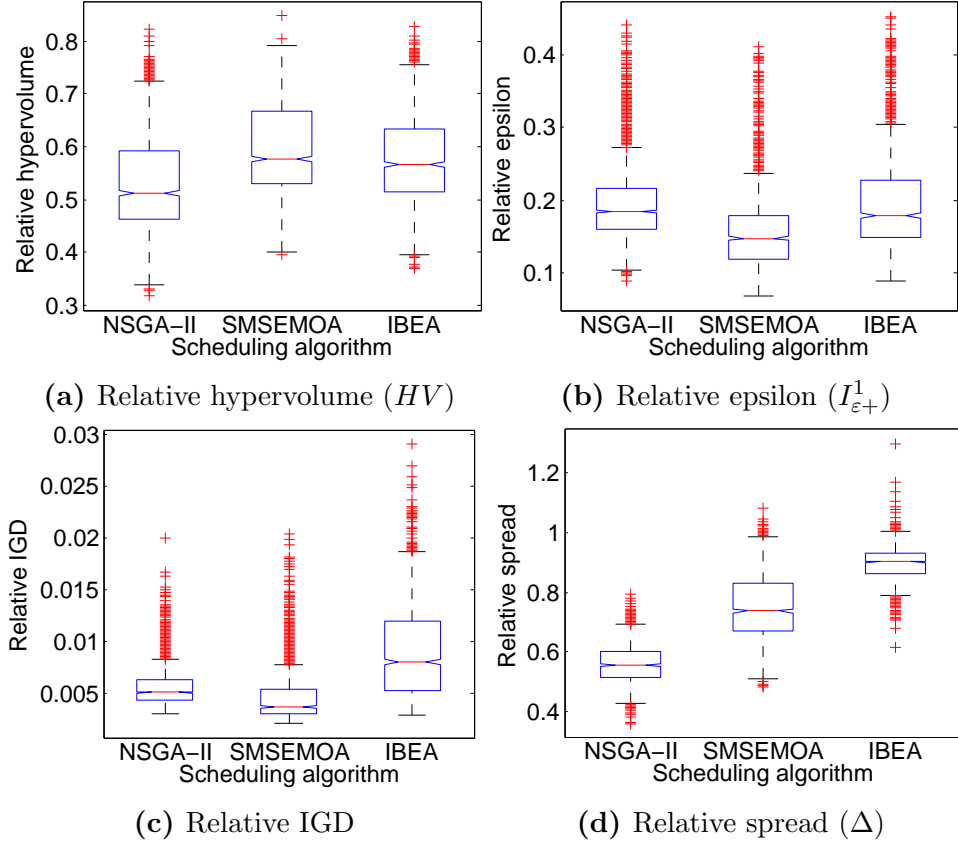 Relative hypervolume
0.8
0.7
0.6
0.5
0.4
0.3
NSGA−II SMSEMOA IBEA
Scheduling algorithm
(a) Relative hypervolume (HV)
Relative epsilon
0.4
0.3
0.2
0.1
NSGA−II SMSEMOA IBEA
Scheduling algorithm
(b) Relative epsilon (I¹ε+)
Relative IGD
0.03
0.025
0.02
0.015
0.01
0.005
NSGA−II SMSEMOA IBEA
Scheduling algorithm
(c) Relative IGD
Relative spread
1.2
1
0.8
0.6
0.4
NSGA−II SMSEMOA IBEA
Scheduling algorithm
(d) Relative spread (Δ)